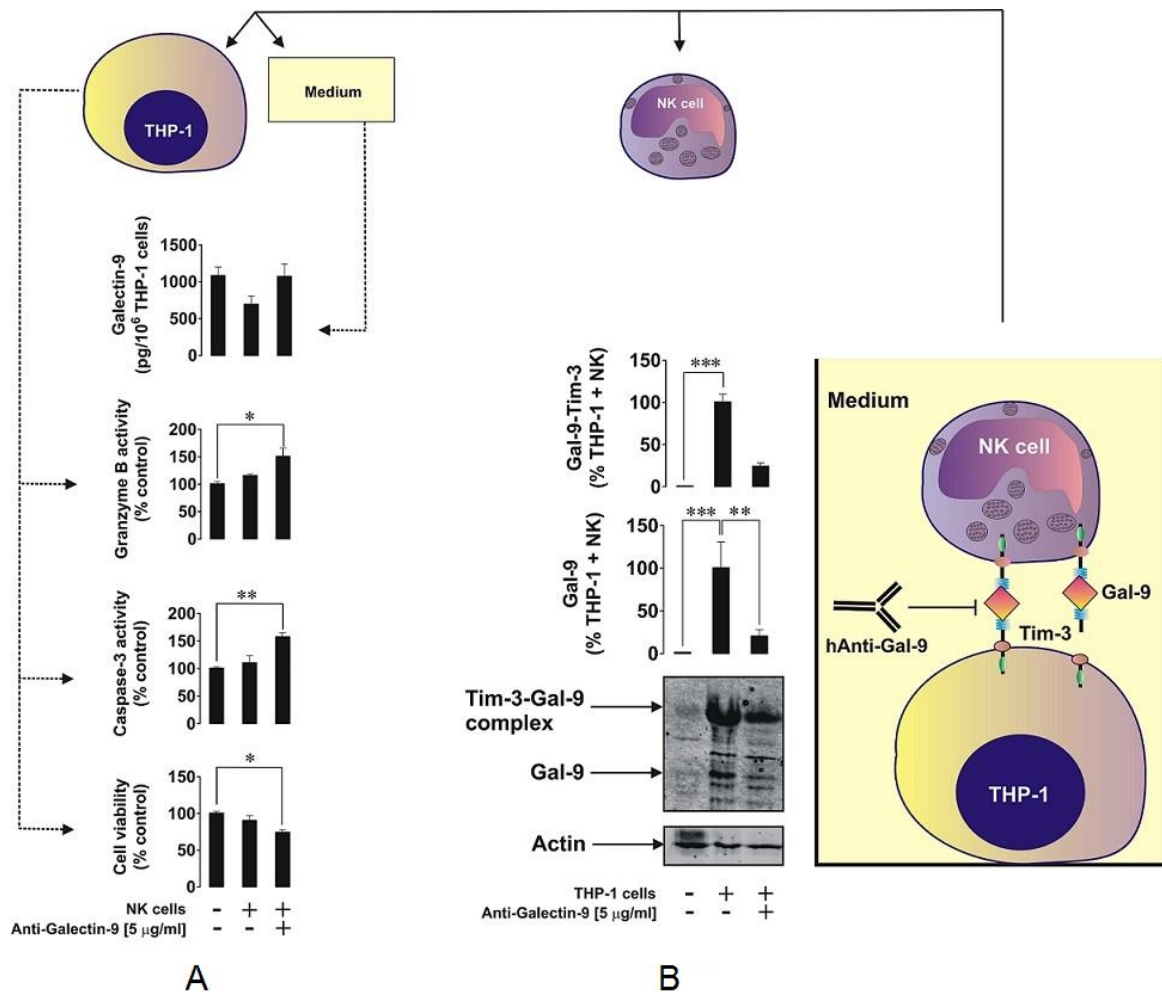 THP-1
Medium
NK cell
Galectin-9
(pg/10⁶ THP-1 cells)
1500
1000
500
0
Granzyme B activity
(% control)
200
150
100
50
0
*
Caspase-3 activity
(% control)
200
150
100
50
0
**
Cell viability
(% control)
150
100
50
0
*
NK cells - + +
Anti-Galectin-9 [5 μg/ml] - - +
A
Gal-9-Tim-3
(% THP-1 + NK)
150
100
50
0
***
Gal-9
(% THP-1 + NK)
150
100
50
0
*** **
Tim-3-Gal-9
complex
Gal-9
Actin
THP-1 cells - + +
Anti-Galectin-9 [5 μg/ml] - - +
B
Medium
NK cell
Gal-9
hAnti-Gal-9
Tim-3
THP-1